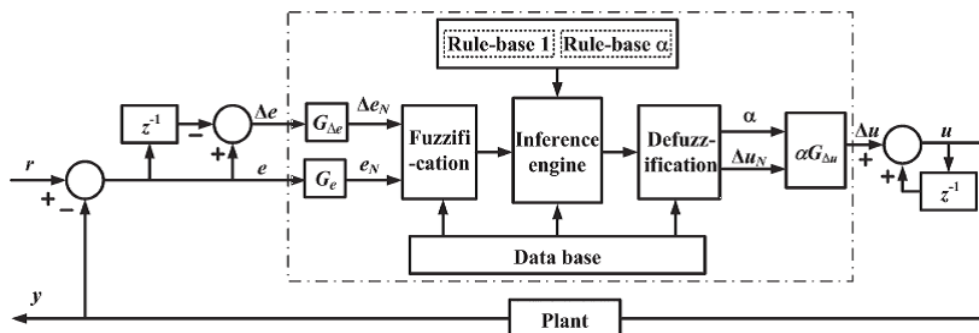 Rule-base 1 Rule-base α
z⁻¹
Δe
G_Δe
Δe_N
Fuzzifi
-cation
Inference
engine
Defuzz-
ification
α
Δu_N
αG_Δu
Δu
u
z⁻¹
r
e
G_e
e_N
+
−
−
+
+
+
Data base
y
Plant